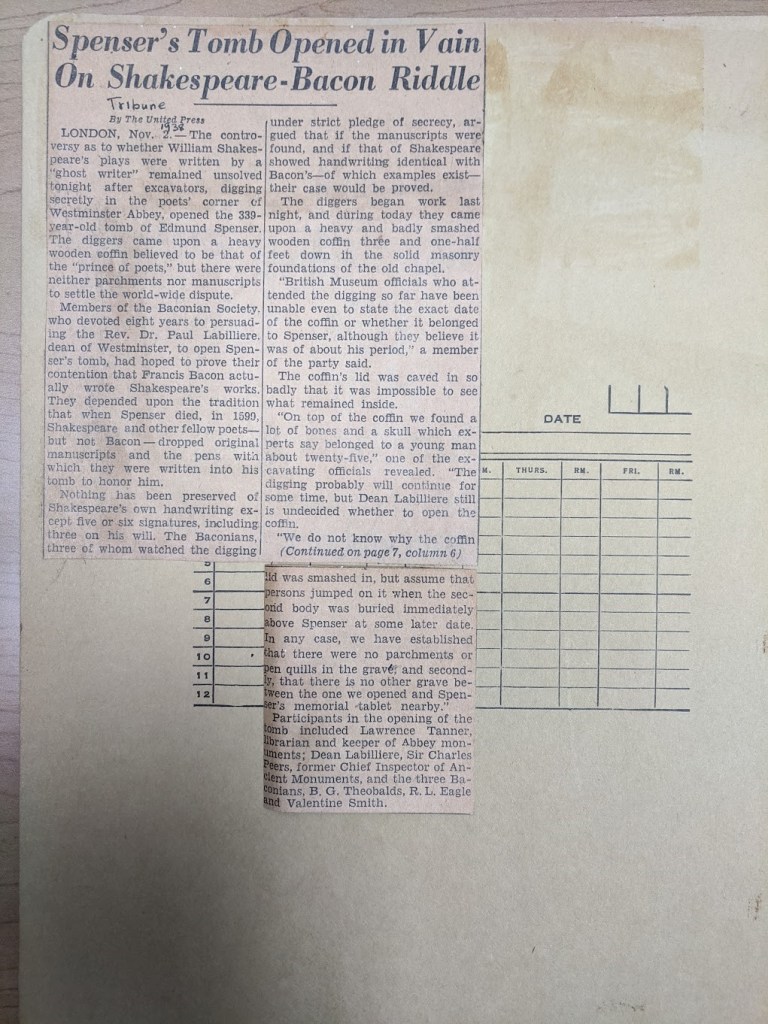 Spenser's Tomb Opened in Vain
On Shakespeare-Bacon Riddle
Tribune
By The United Press
1938
LONDON, Nov. 2.—The contro-
versy as to whether William Shakes-
peare's plays were written by a
"ghost writer" remained unsolved
tonight after excavators, digging
secretly in the poets' corner of
Westminster Abbey, opened the 339-
year-old tomb of Edmund Spenser.
The diggers came upon a heavy
wooden coffin believed to be that of
the "prince of poets," but there were
neither parchments nor manuscripts
to settle the world-wide dispute.
Members of the Baconian Society,
who devoted eight years to persuad-
ing the Rev. Dr. Paul Labilliere,
dean of Westminster, to open Spen-
ser's tomb, had hoped to prove their
contention that Francis Bacon actu-
ally wrote Shakespeare's works.
They depended upon the tradition
that when Spenser died, in 1599,
Shakespeare and other fellow poets—
but not Bacon—dropped original
manuscripts and the pens with
which they were written into his
tomb to honor him.
Nothing has been preserved of
Shakespeare's own handwriting ex-
cept five or six signatures, including
three on his will. The Baconians,
three of whom watched the digging
under strict pledge of secrecy, ar-
gued that if the manuscripts were
found, and if that of Shakespeare
showed handwriting identical with
Bacon's—of which examples exist—
their case would be proved.
The diggers began work last
night, and during today they came
upon a heavy and badly smashed
wooden coffin three and one-half
feet down in the solid masonry
foundations of the old chapel.
"British Museum officials who at-
tended the digging so far have been
unable even to state the exact date
of the coffin or whether it belonged
to Spenser, although they believe it
was of about his period," a member
of the party said.
The coffin's lid was caved in so
badly that it was impossible to see
what remained inside.
"On top of the coffin we found a
lot of bones and a skull which ex-
perts say belonged to a young man
about twenty-five," one of the ex-
cavating officials revealed. "The
digging probably will continue for
some time, but Dean Labilliere still
is undecided whether to open the
coffin.
"We do not know why the coffin
(Continued on page 7, column 6)
lid was smashed in, but assume that
persons jumped on it when the sec-
ond body was buried immediately
above Spenser at some later date.
In any case, we have established
that there were no parchments or
pen quills in the grave, and second-
ly, that there is no other grave be-
tween the one we opened and Spen-
ser's memorial tablet nearby."
Participants in the opening of the
tomb included Lawrence Tanner,
librarian and keeper of Abbey mon-
uments; Dean Labilliere, Sir Charles
Peers, former Chief Inspector of An-
cient Monuments, and the three Ba-
conians, B. G. Theobalds, R. L. Eagle
and Valentine Smith.
DATE
M. THURS. RM. FRI. RM.
6
7
8
9
10
11
12